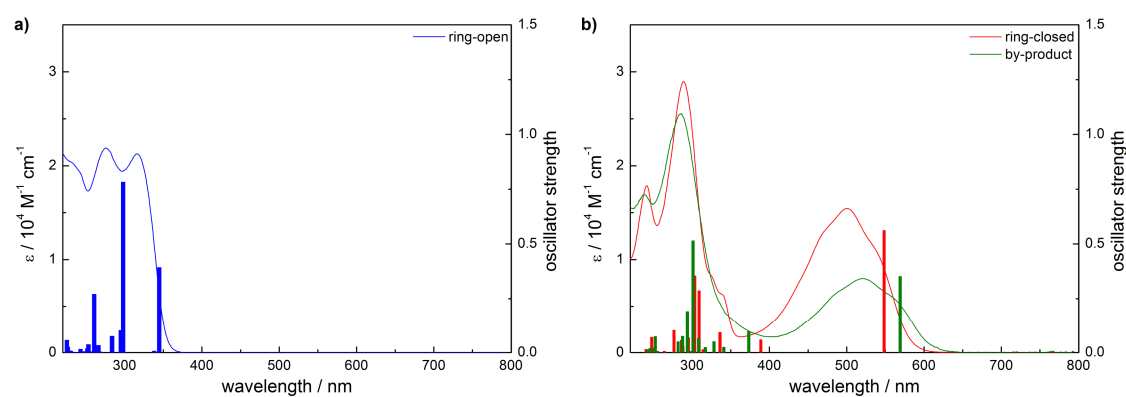 a)
ring-open
ε / 10⁴ M⁻¹ cm⁻¹
3
2
1
0
1.5
1.0
0.5
0.0
oscillator strength
300 400 500 600 700 800
wavelength / nm
b)
ring-closed
by-product
ε / 10⁴ M⁻¹ cm⁻¹
3
2
1
0
1.5
1.0
0.5
0.0
oscillator strength
300 400 500 600 700 800
wavelength / nm